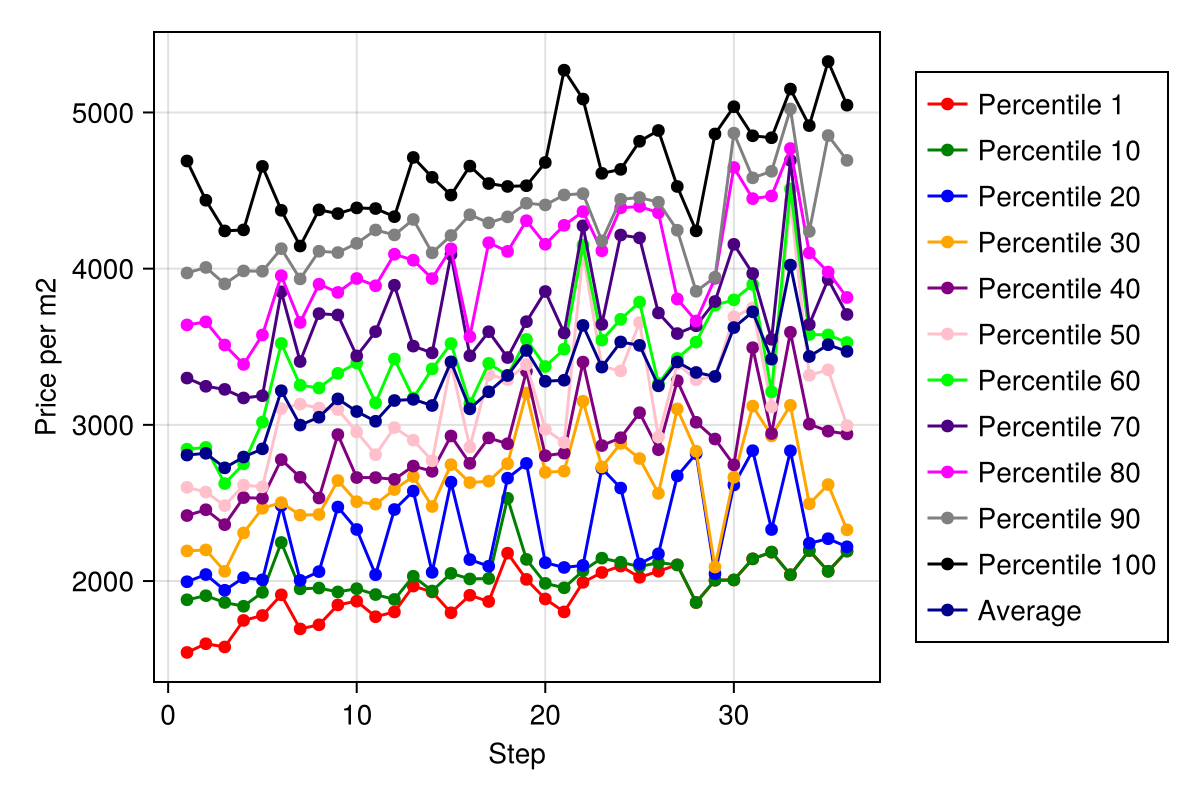 5000
4000
3000
2000
Price per m2
0 10 20 30
Step
Percentile 1
Percentile 10
Percentile 20
Percentile 30
Percentile 40
Percentile 50
Percentile 60
Percentile 70
Percentile 80
Percentile 90
Percentile 100
Average